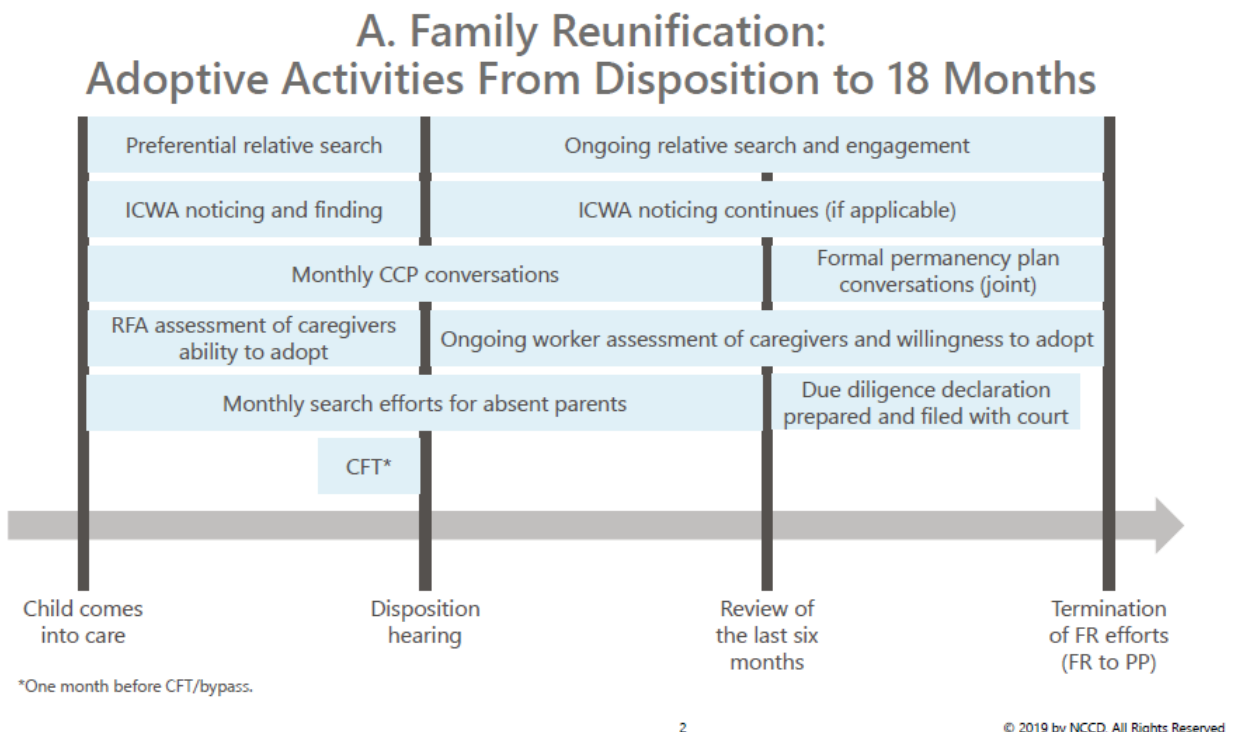 A. Family Reunification:
Adoptive Activities From Disposition to 18 Months
Preferential relative search
Ongoing relative search and engagement
ICWA noticing and finding
ICWA noticing continues (if applicable)
Monthly CCP conversations
Formal permanency plan
conversations (joint)
RFA assessment of caregivers
ability to adopt
Ongoing worker assessment of caregivers and willingness to adopt
Monthly search efforts for absent parents
Due diligence declaration
prepared and filed with court
CFT*
Child comes
into care
Disposition
hearing
Review of
the last six
months
Termination
of FR efforts
(FR to PP)
*One month before CFT/bypass.
2
© 2019 by NCCD, All Rights Reserved